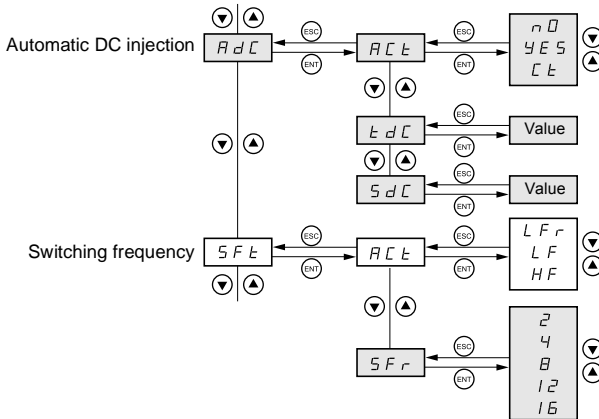 Automatic DC injection
AdC
ESC
ENT
ACt
ESC
ENT
nO
YES
Ct
tdC
ESC
ENT
Value
SdC
ESC
ENT
Value
Switching frequency
SFt
ESC
ENT
ACt
ESC
ENT
LFr
LF
HF
SFr
ESC
ENT
2
4
8
12
16